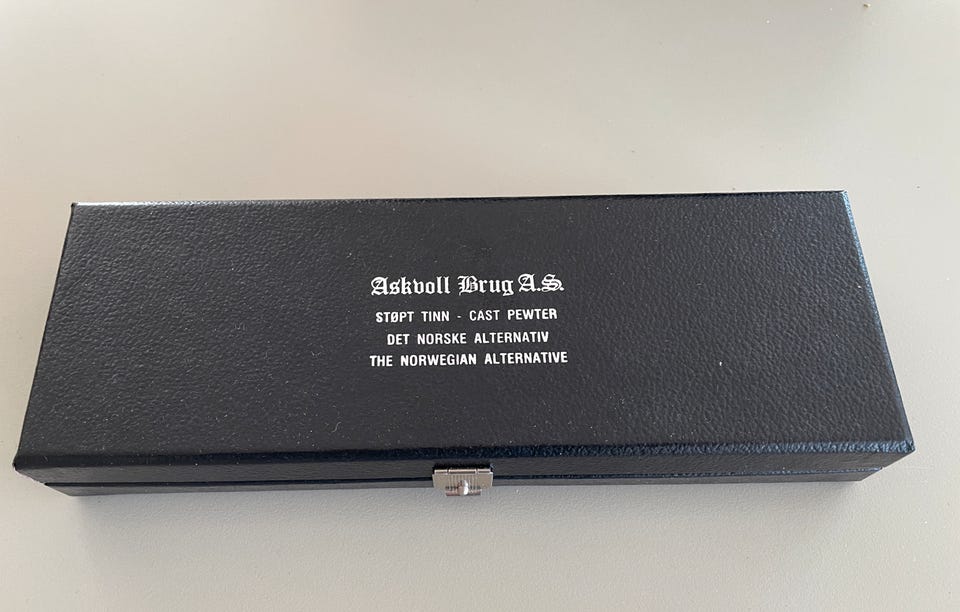 Askvoll Brug A.S.
STØPT TINN - CAST PEWTER
DET NORSKE ALTERNATIV
THE NORWEGIAN ALTERNATIVE